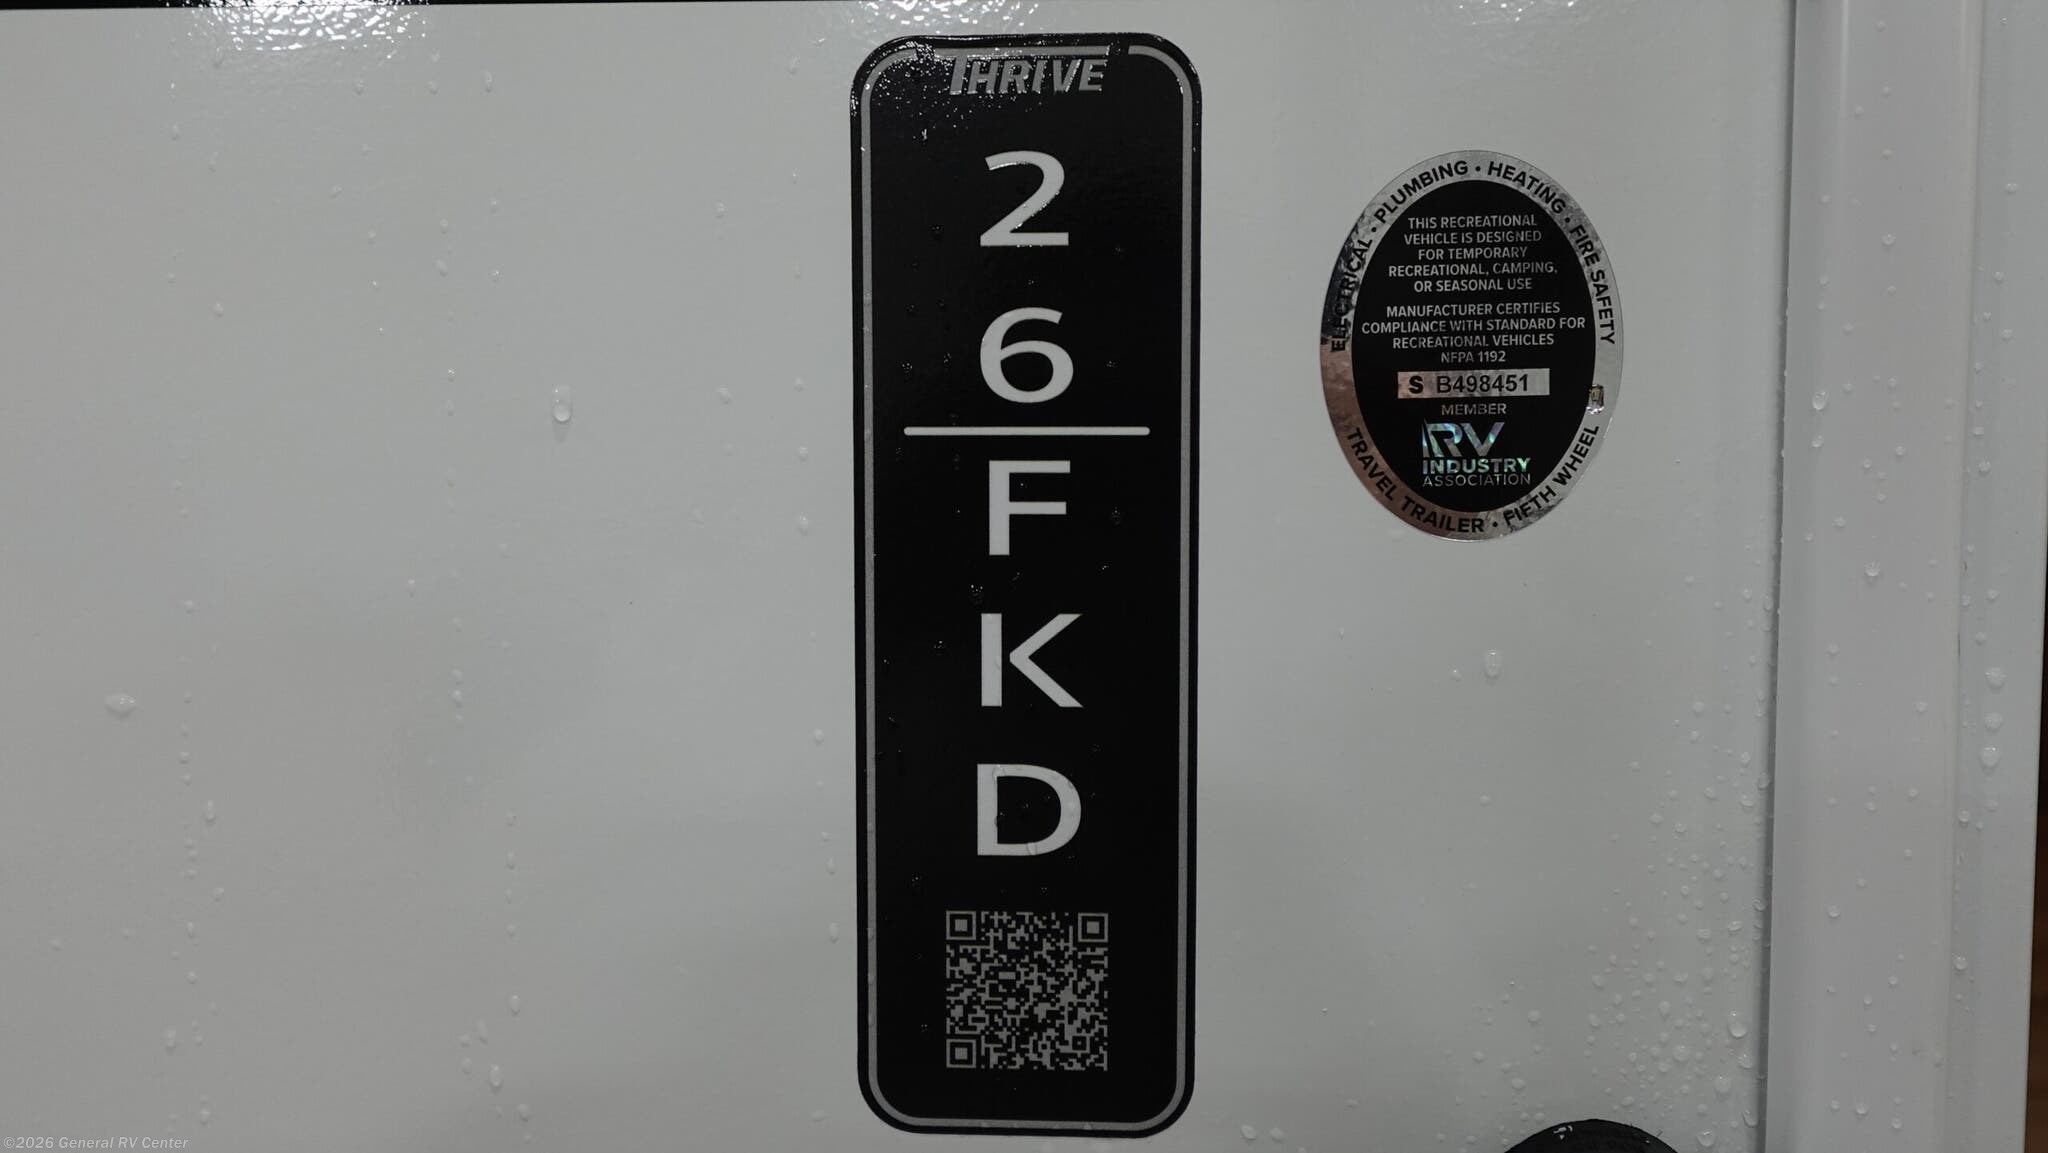 THRIVE
2
6
F
K
D
ELECTRICAL • PLUMBING • HEATING • FIRE SAFETY
THIS RECREATIONAL
VEHICLE IS DESIGNED
FOR TEMPORARY
RECREATIONAL, CAMPING,
OR SEASONAL USE
MANUFACTURER CERTIFIES
COMPLIANCE WITH STANDARD FOR
RECREATIONAL VEHICLES
NFPA 1192
S B498451
MEMBER
RV
INDUSTRY
ASSOCIATION
TRAVEL TRAILER • FIFTH WHEEL
©2026 General RV Center